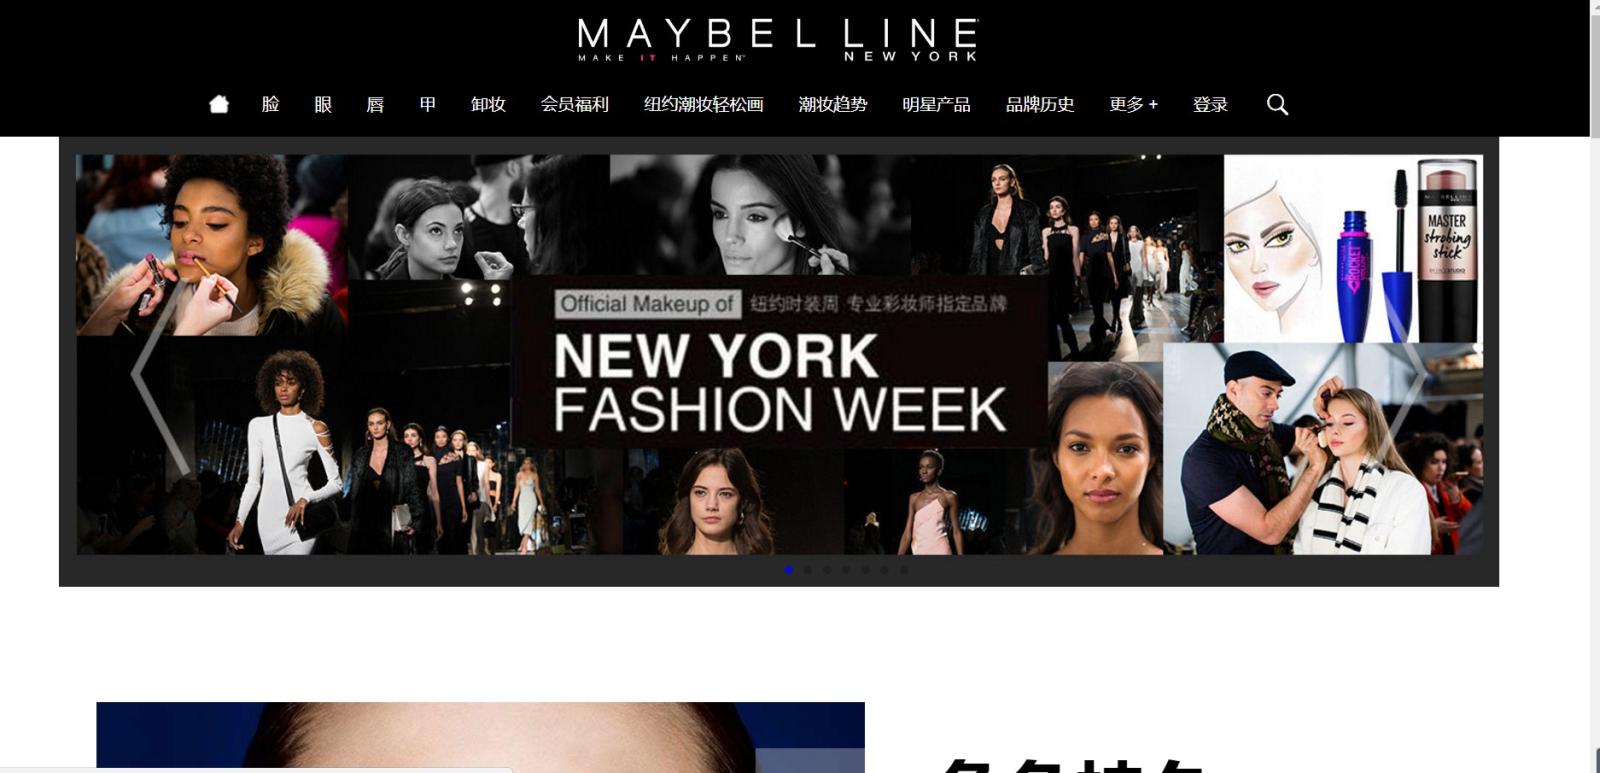 MAYBELLINE
MAKE IT HAPPEN™ NEW YORK
脸 眼 唇 甲 卸妆 会员福利 纽约潮妆轻松画 潮妆趋势 明星产品 品牌历史 更多 + 登录
MAYBELLINE
MASTER
strobing
stick
ROCKET
Official Makeup of 纽约时装周 专业彩妆师指定品牌
NEW YORK
FASHION WEEK